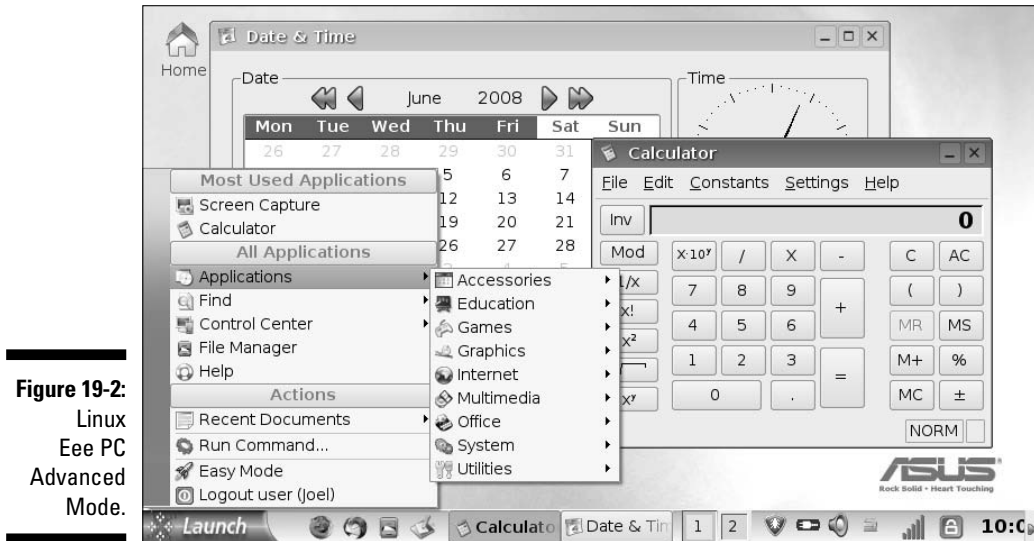 Home
Date & Time
Date
June 2008
Mon Tue Wed Thu Fri Sat Sun
26 27 28 29 30 31
5 6 7
12 13 14
19 20 21
26 27 28
Time
Most Used Applications
Screen Capture
Calculator
All Applications
Applications
Find
Control Center
File Manager
Help
Actions
Recent Documents
Run Command...
Easy Mode
Logout user (Joel)
Accessories
Education
Games
Graphics
Internet
Multimedia
Office
System
Utilities
Calculator
File Edit Constants Settings Help
Inv 0
Mod x·10ʸ / X - C AC
1/x 7 8 9 + ( )
x! 4 5 6 MR MS
x² 1 2 3 = M+ %
xʸ 0 . MC ±
NORM
ASUS
Rock Solid • Heart Touching
Launch Calculato Date & Tim 1 2 10:0
Figure 19-2:
Linux
Eee PC
Advanced
Mode.